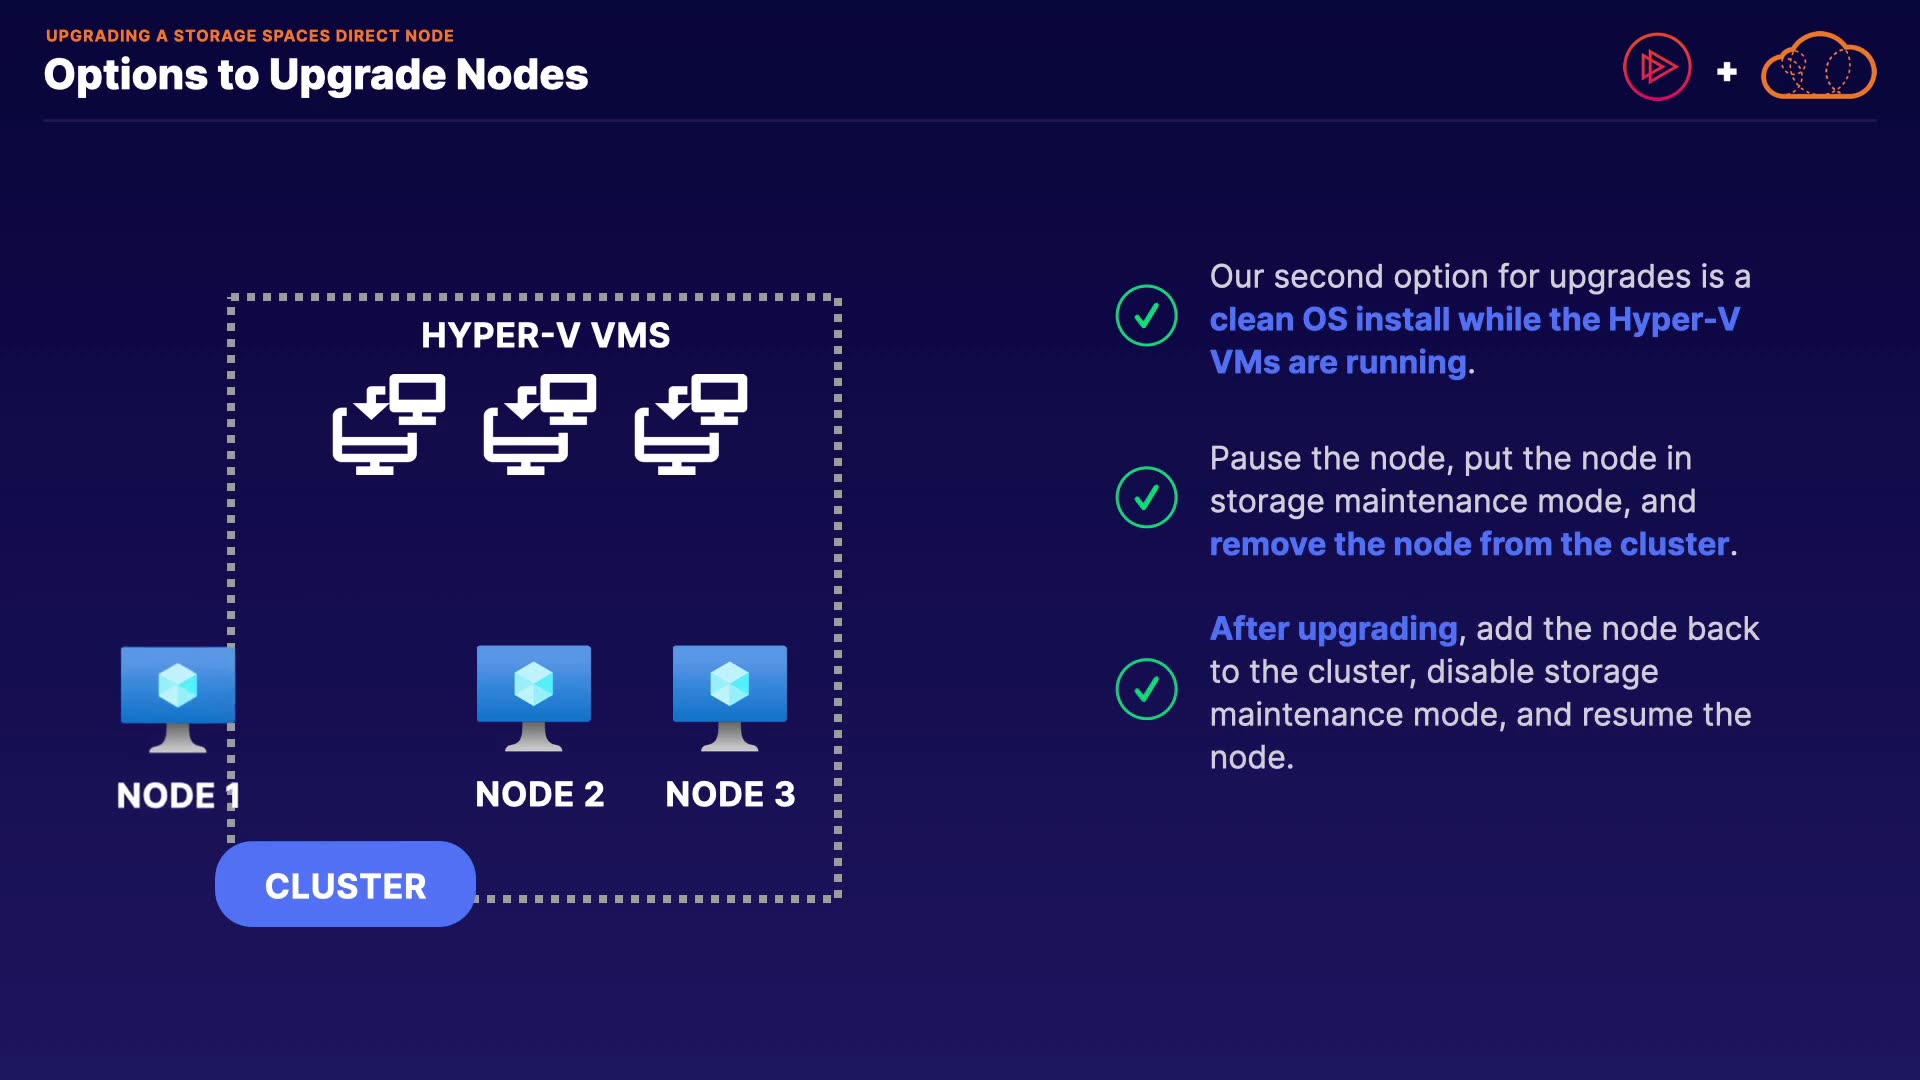 UPGRADING A STORAGE SPACES DIRECT NODE
Options to Upgrade Nodes
HYPER-V VMS
NODE 1
NODE 2
NODE 3
CLUSTER
Our second option for upgrades is a
clean OS install while the Hyper-V
VMs are running.
Pause the node, put the node in
storage maintenance mode, and
remove the node from the cluster.
After upgrading, add the node back
to the cluster, disable storage
maintenance mode, and resume the
node.